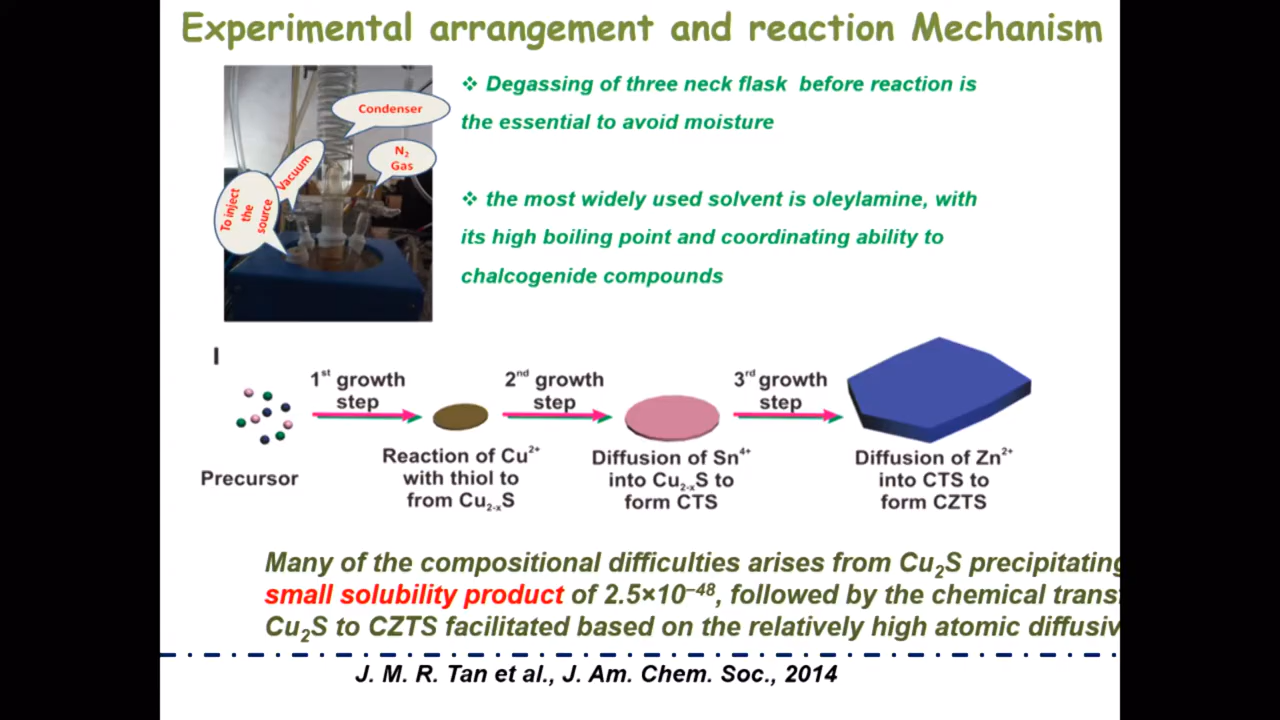 Experimental arrangement and reaction Mechanism
Condenser
N₂
Gas
Vacuum
To inject
the
source
❖ Degassing of three neck flask before reaction is
the essential to avoid moisture
❖ the most widely used solvent is oleylamine, with
its high boiling point and coordinating ability to
chalcogenide compounds
I
1ˢᵗ growth
step
2ⁿᵈ growth
step
3ʳᵈ growth
step
Precursor
Reaction of Cu²⁺
with thiol to
from Cu₂₋ₓS
Diffusion of Sn⁴⁺
into Cu₂₋ₓS to
form CTS
Diffusion of Zn²⁺
into CTS to
form CZTS
Many of the compositional difficulties arises from Cu₂S precipitating
small solubility product of 2.5×10⁻⁴⁸, followed by the chemical trans
Cu₂S to CZTS facilitated based on the relatively high atomic diffusiv
J. M. R. Tan et al., J. Am. Chem. Soc., 2014